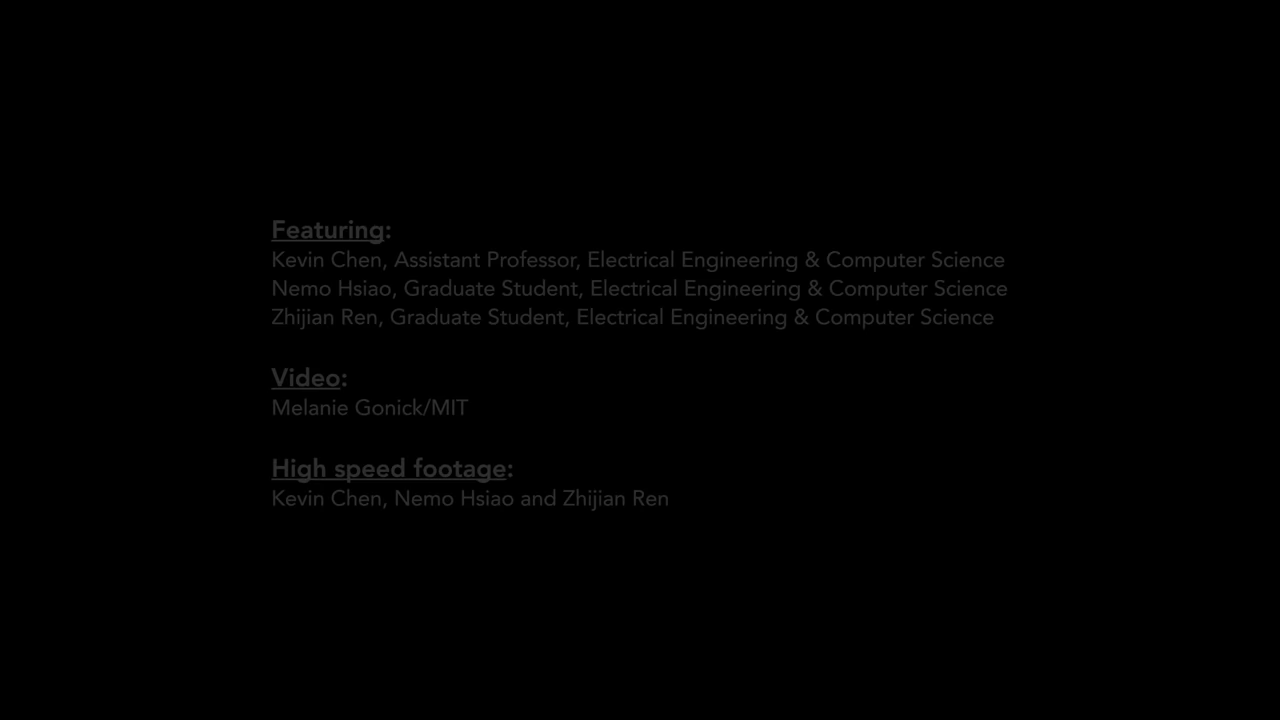 Featuring:
Kevin Chen, Assistant Professor, Electrical Engineering & Computer Science
Nemo Hsiao, Graduate Student, Electrical Engineering & Computer Science
Zhijian Ren, Graduate Student, Electrical Engineering & Computer Science
Video:
Melanie Gonick/MIT
High speed footage:
Kevin Chen, Nemo Hsiao and Zhijian Ren